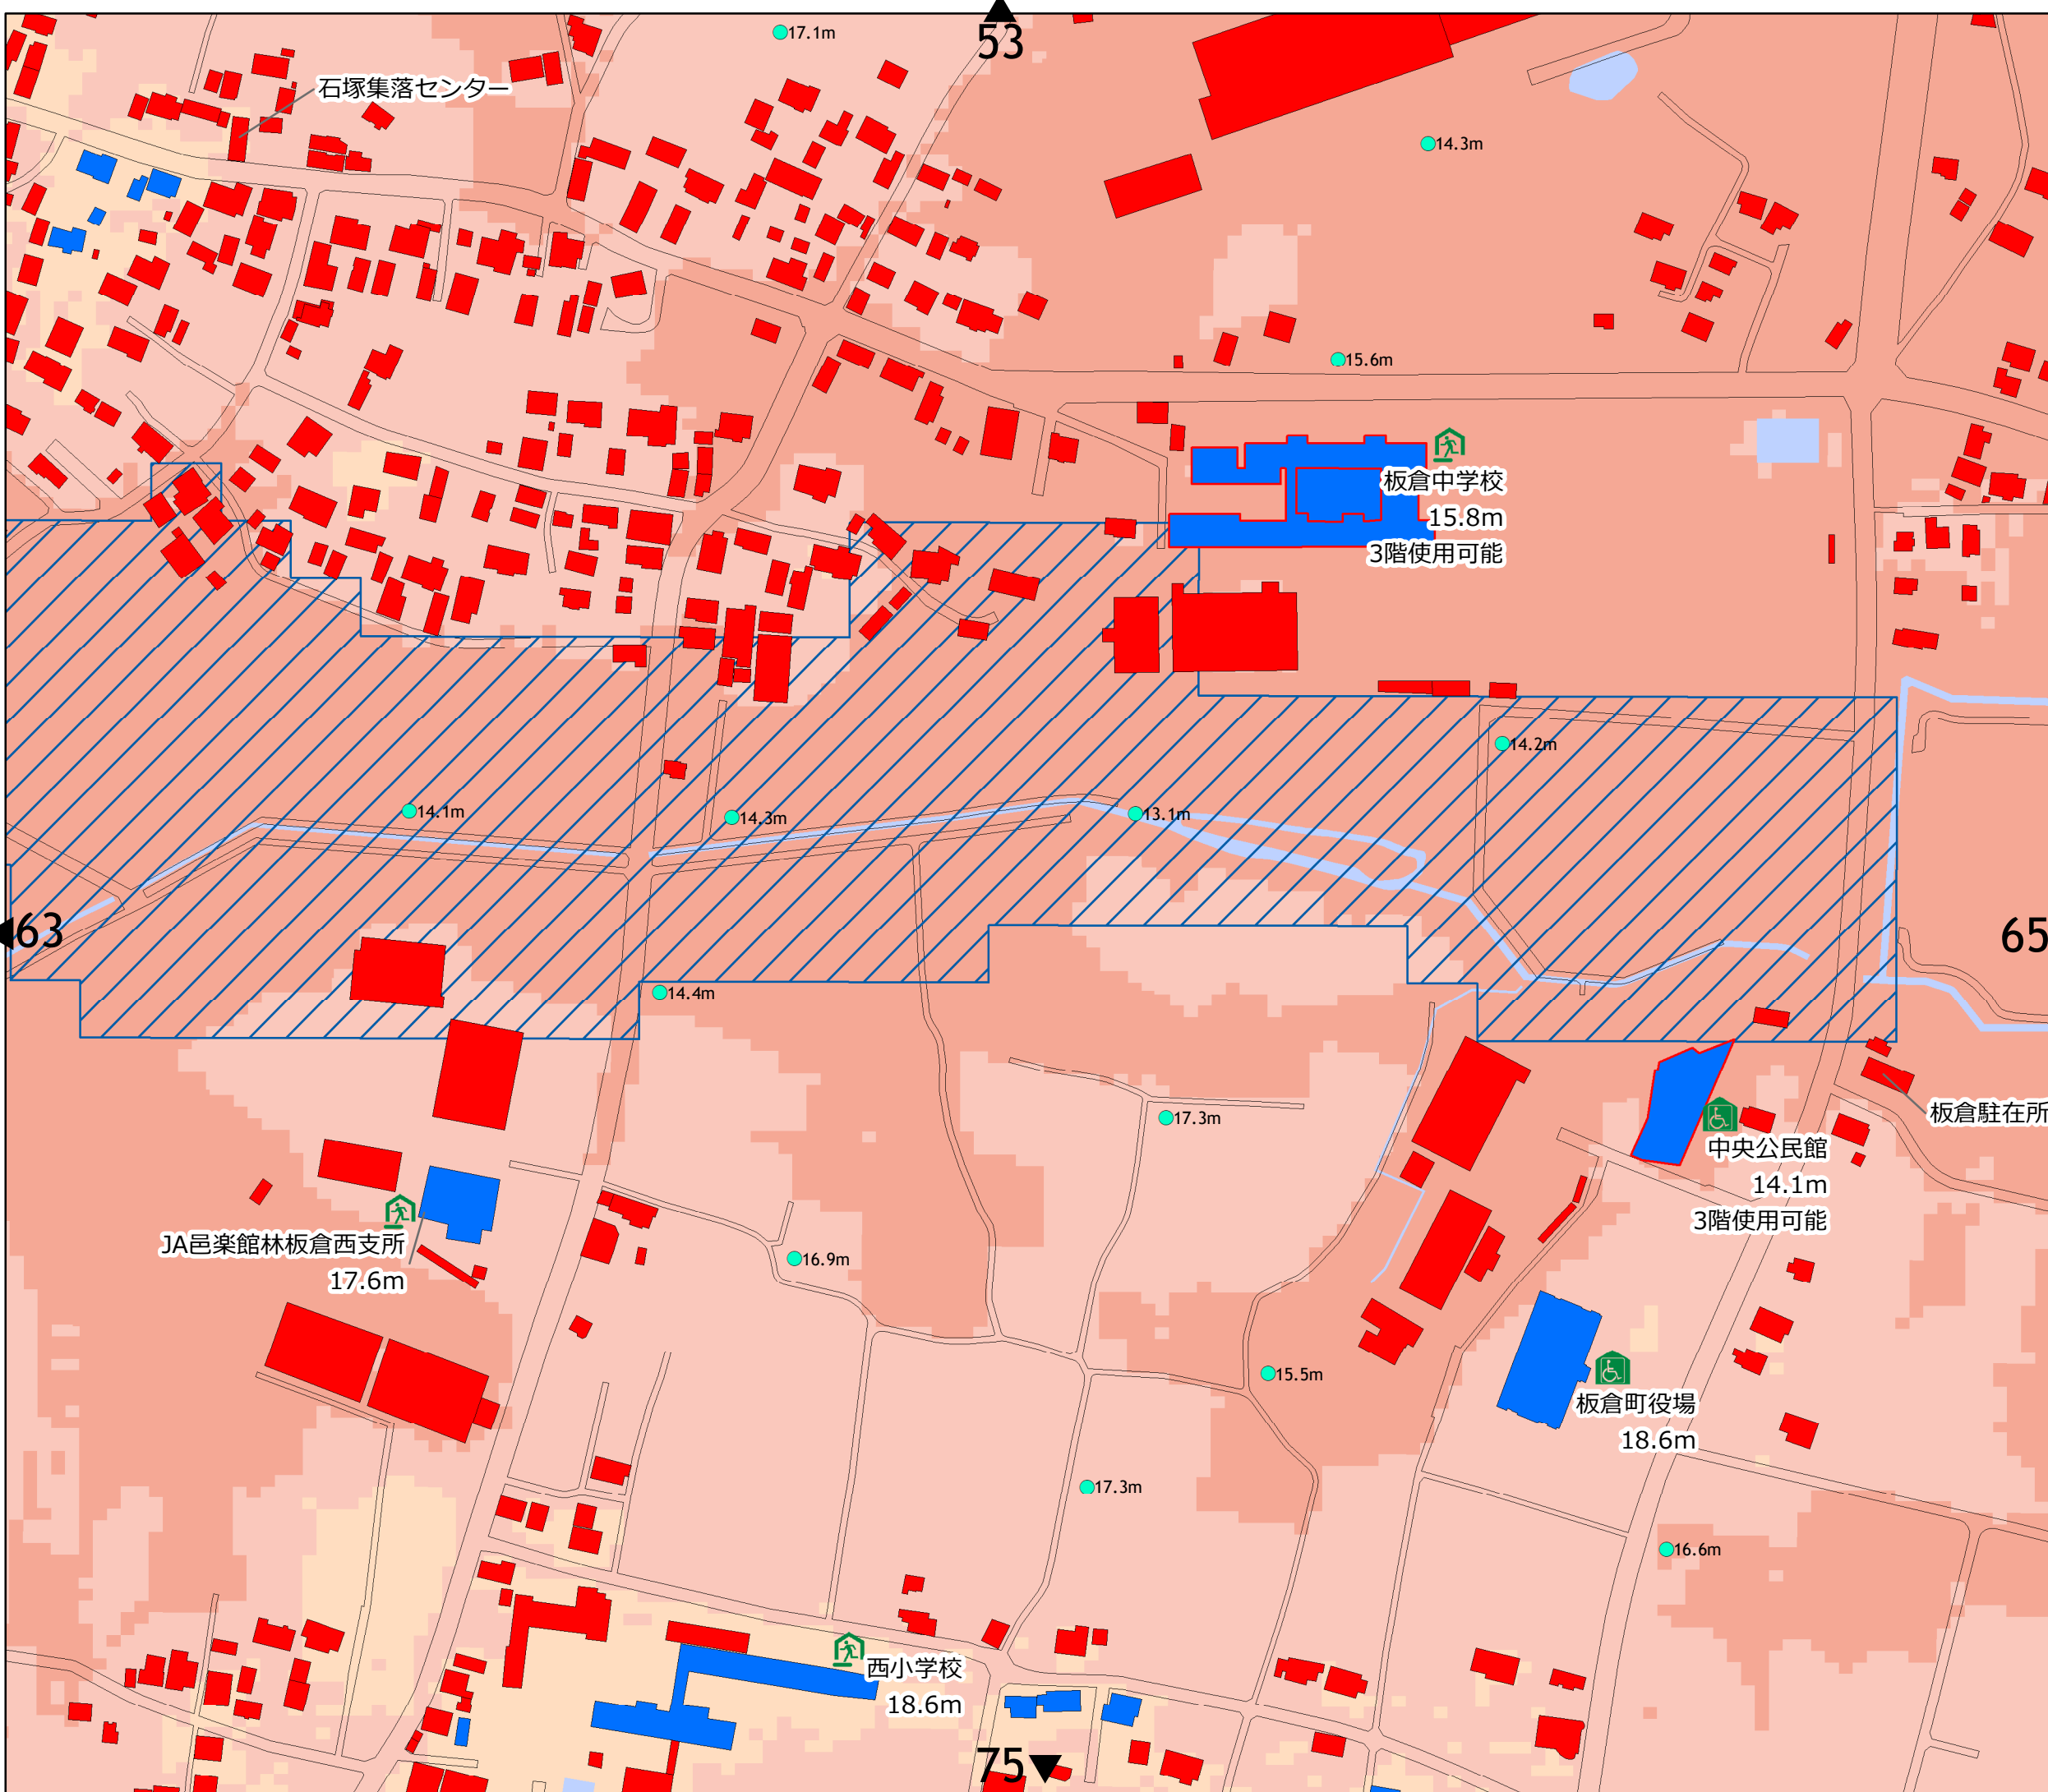 17.1m
53
石塚集落センター
14.3m
15.6m
板倉中学校
15.8m
3階使用可能
14.2m
14.1m
14.3m
13.1m
63
65
14.4m
17.3m
板倉駐在所
中央公民館
14.1m
3階使用可能
JA邑楽館林板倉西支所
17.6m
16.9m
15.5m
板倉町役場
18.6m
17.3m
16.6m
西小学校
18.6m
75